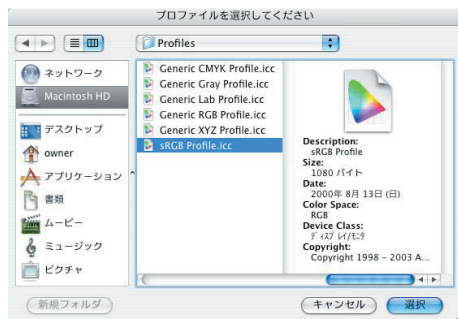 プロファイルを選択してください
Profiles
ネットワーク
Macintosh HD
デスクトップ
owner
アプリケーション
書類
ムービー
ミュージック
ピクチャ
Generic CMYK Profile.icc
Generic Gray Profile.icc
Generic Lab Profile.icc
Generic RGB Profile.icc
Generic XYZ Profile.icc
sRGB Profile.icc
Description:
sRGB Profile
Size:
1080 バイト
Date:
2000年 8月 13日 (日)
Color Space:
RGB
Device Class:
ディスプレイ/モニタ
Copyright:
Copyright 1998 – 2003 A...
新規フォルダ
キャンセル
選択